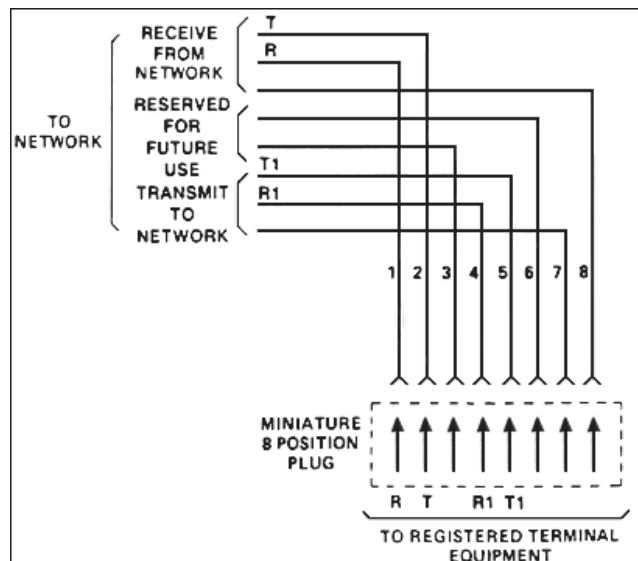 TO
NETWORK
RECEIVE
FROM
NETWORK
RESERVED
FOR
FUTURE
USE
TRANSMIT
TO
NETWORK
T
R
T1
R1
1 2 3 4 5 6 7 8
MINIATURE
8 POSITION
PLUG
R T R1 T1
TO REGISTERED TERMINAL
EQUIPMENT